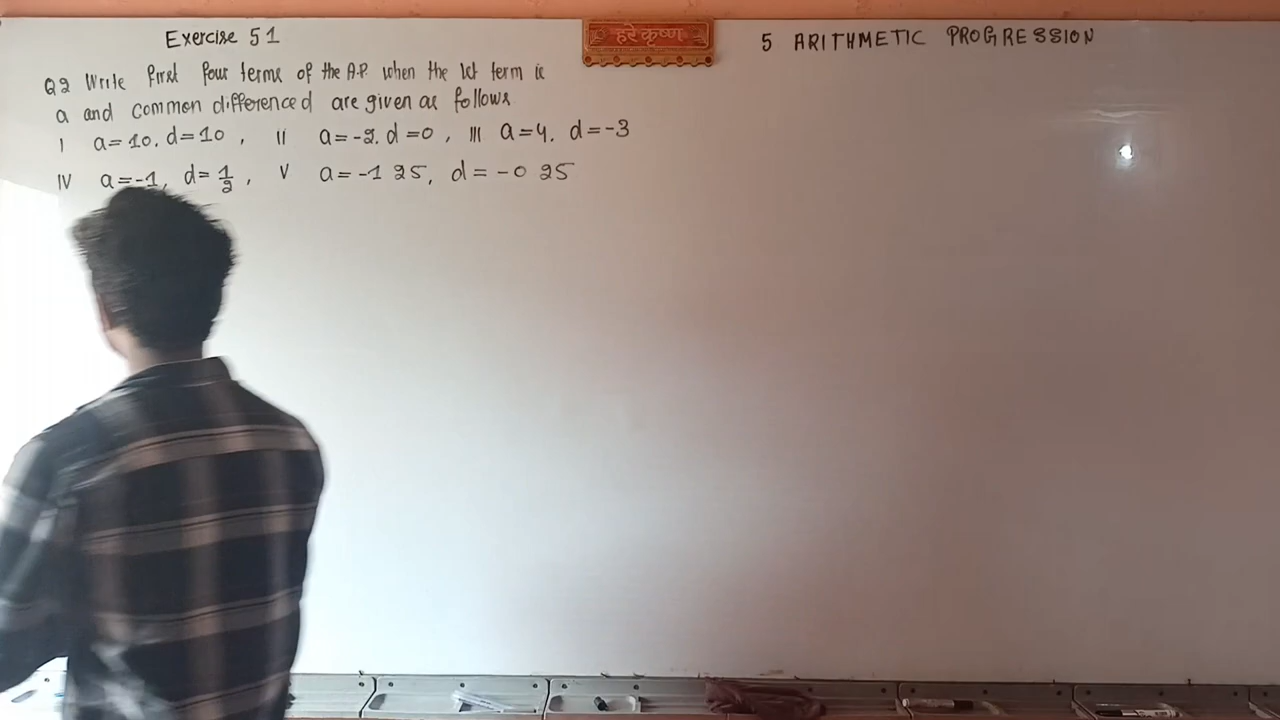 Exercise 5 1
हरे कृष्ण
5 ARITHMETIC PROGRESSION
Q2 Write first four terms of the A.P. when the 1st term is
a and common difference d are given as follows
I a=10, d=10, II a=-2, d=0, III a=4, d=-3
IV a=-1, d=1/2, V a=-1 25, d=-0 25